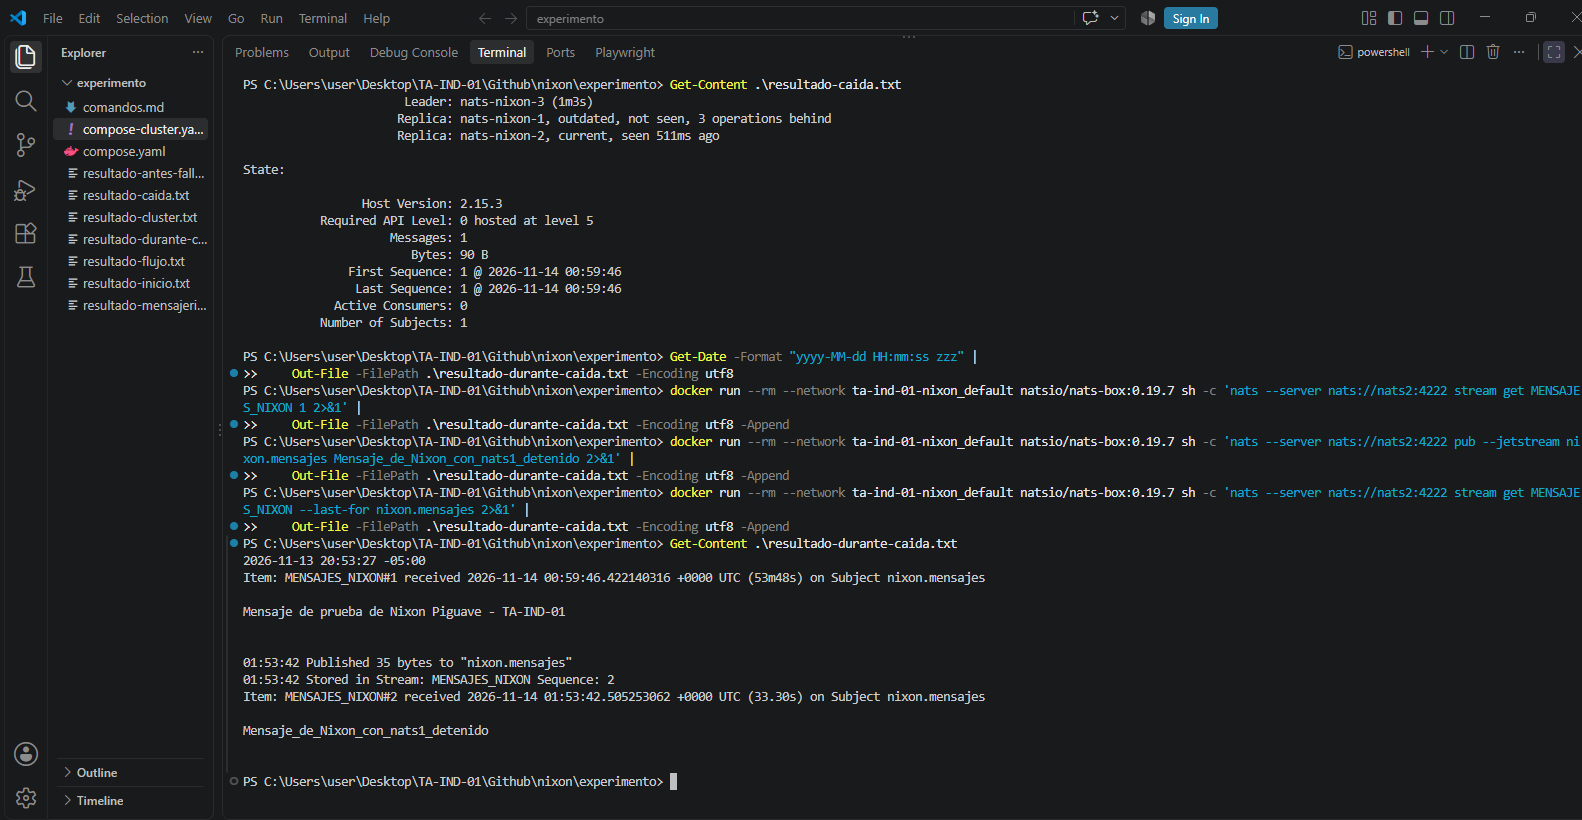 File Edit Selection View Go Run Terminal Help
experimento
Sign In
Explorer
Problems Output Debug Console Terminal Ports Playwright
powershell
experimento
comandos.md
compose-cluster.ya...
compose.yaml
resultado-antes-fall...
resultado-caida.txt
resultado-cluster.txt
resultado-durante-c...
resultado-flujo.txt
resultado-inicio.txt
resultado-mensajeri...
Outline
Timeline
PS C:\Users\user\Desktop\TA-IND-01\Github\nixon\experimento> Get-Content .\resultado-caida.txt
Leader: nats-nixon-3 (1m3s)
Replica: nats-nixon-1, outdated, not seen, 3 operations behind
Replica: nats-nixon-2, current, seen 511ms ago
State:
Host Version: 2.15.3
Required API Level: 0 hosted at level 5
Messages: 1
Bytes: 90 B
First Sequence: 1 @ 2026-11-14 00:59:46
Last Sequence: 1 @ 2026-11-14 00:59:46
Active Consumers: 0
Number of Subjects: 1
PS C:\Users\user\Desktop\TA-IND-01\Github\nixon\experimento> Get-Date -Format "yyyy-MM-dd HH:mm:ss zzz" |
>> Out-File -FilePath .\resultado-durante-caida.txt -Encoding utf8
PS C:\Users\user\Desktop\TA-IND-01\Github\nixon\experimento> docker run --rm --network ta-ind-01-nixon_default natsio/nats-box:0.19.7 sh -c 'nats --server nats://nats2:4222 stream get MENSAJE
S_NIXON 1 2>&1' |
>> Out-File -FilePath .\resultado-durante-caida.txt -Encoding utf8 -Append
PS C:\Users\user\Desktop\TA-IND-01\Github\nixon\experimento> docker run --rm --network ta-ind-01-nixon_default natsio/nats-box:0.19.7 sh -c 'nats --server nats://nats2:4222 pub --jetstream ni
xon.mensajes Mensaje_de_Nixon_con_nats1_detenido 2>&1' |
>> Out-File -FilePath .\resultado-durante-caida.txt -Encoding utf8 -Append
PS C:\Users\user\Desktop\TA-IND-01\Github\nixon\experimento> docker run --rm --network ta-ind-01-nixon_default natsio/nats-box:0.19.7 sh -c 'nats --server nats://nats2:4222 stream get MENSAJE
S_NIXON --last-for nixon.mensajes 2>&1' |
>> Out-File -FilePath .\resultado-durante-caida.txt -Encoding utf8 -Append
PS C:\Users\user\Desktop\TA-IND-01\Github\nixon\experimento> Get-Content .\resultado-durante-caida.txt
2026-11-13 20:53:27 -05:00
Item: MENSAJES_NIXON#1 received 2026-11-14 00:59:46.422140316 +0000 UTC (53m48s) on Subject nixon.mensajes
Mensaje de prueba de Nixon Piguave - TA-IND-01
01:53:42 Published 35 bytes to "nixon.mensajes"
01:53:42 Stored in Stream: MENSAJES_NIXON Sequence: 2
Item: MENSAJES_NIXON#2 received 2026-11-14 01:53:42.505253062 +0000 UTC (33.30s) on Subject nixon.mensajes
Mensaje_de_Nixon_con_nats1_detenido
PS C:\Users\user\Desktop\TA-IND-01\Github\nixon\experimento>